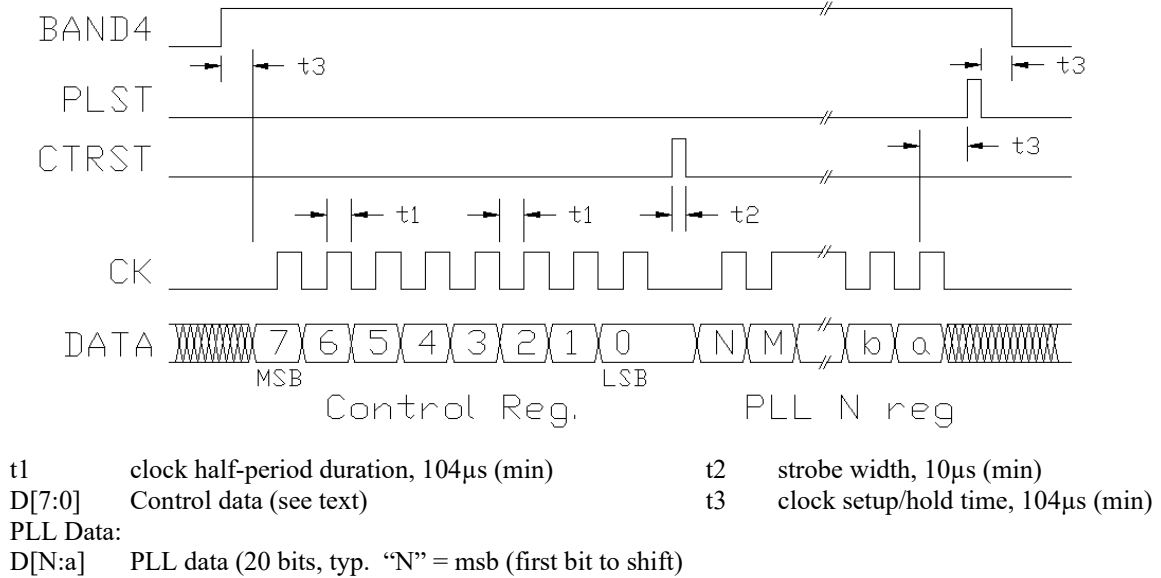 BAND4
t3
t3
PLST
t3
CTRST
t1
t1
t2
CK
DATA
7 6 5 4 3 2 1 0 N M b a
MSB LSB
Control Reg. PLL N reg
t1 clock half-period duration, 104µs (min) t2 strobe width, 10µs (min)
D[7:0] Control data (see text) t3 clock setup/hold time, 104µs (min)
PLL Data:
D[N:a] PLL data (20 bits, typ. “N” = msb (first bit to shift)